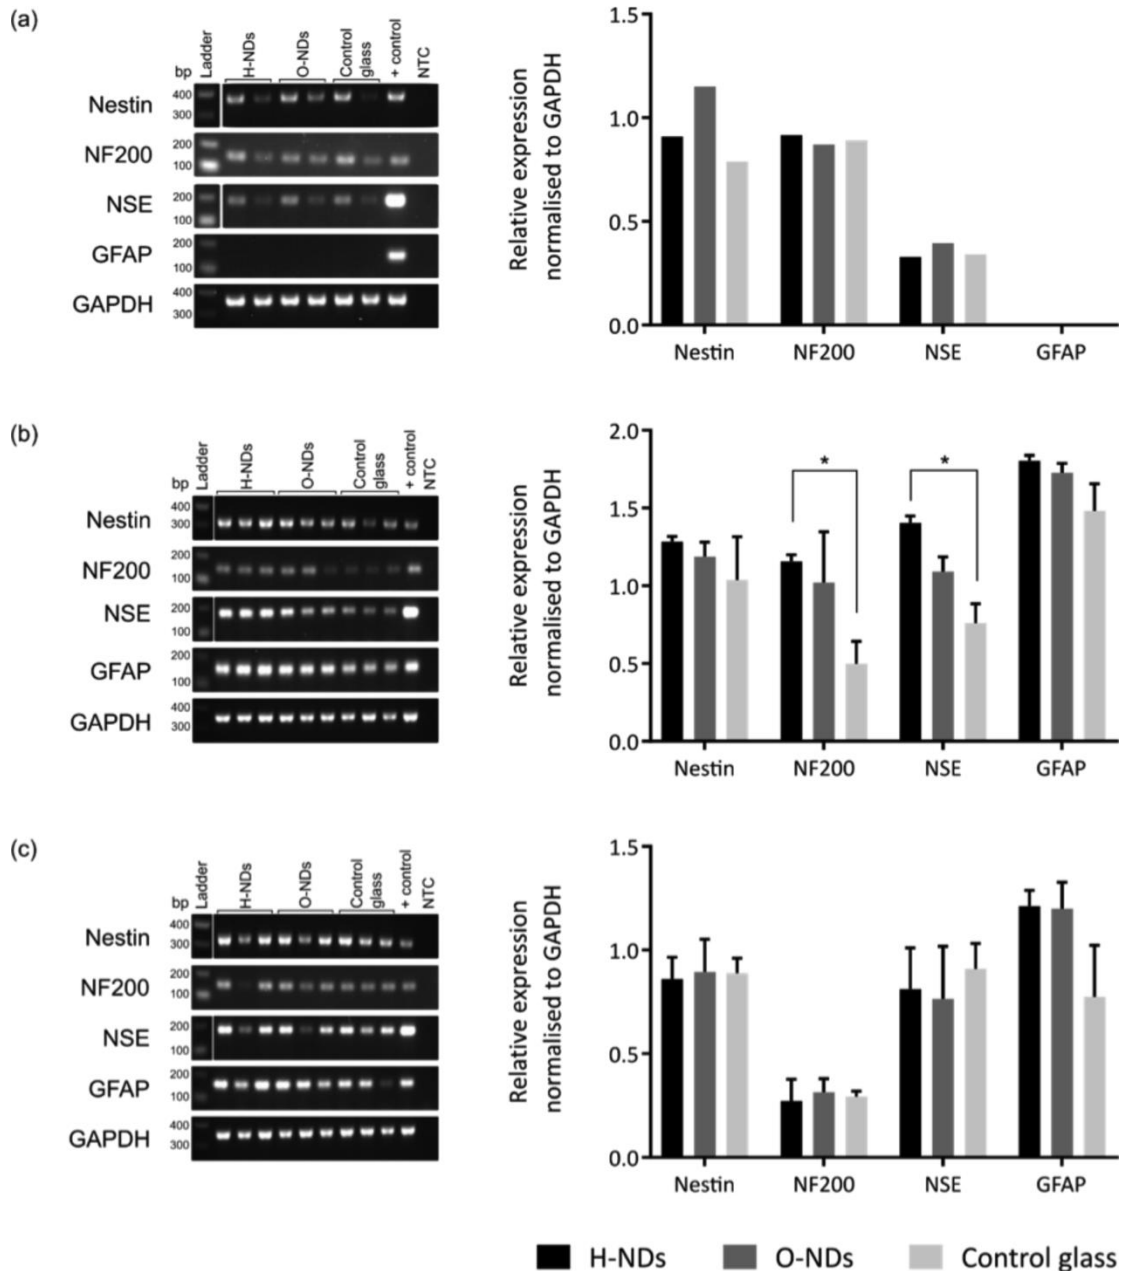 (a)
bp
Ladder
H-NDs
O-NDs
Control
glass
+ control
NTC
Nestin
400
300
NF200
200
100
NSE
200
100
GFAP
200
100
GAPDH
400
300
Relative expression
normalised to GAPDH
1.5
1.0
0.5
0.0
Nestin NF200 NSE GFAP
(b)
bp
Ladder
H-NDs
O-NDs
Control
glass
+ control
NTC
Nestin
400
300
NF200
200
100
NSE
200
100
GFAP
200
100
GAPDH
400
300
Relative expression
normalised to GAPDH
2.0
1.5
1.0
0.5
0.0
* *
Nestin NF200 NSE GFAP
(c)
bp
Ladder
H-NDs
O-NDs
Control
glass
+ control
NTC
Nestin
400
300
NF200
200
100
NSE
200
100
GFAP
200
100
GAPDH
400
300
Relative expression
normalised to GAPDH
1.5
1.0
0.5
0.0
Nestin NF200 NSE GFAP
H-NDs O-NDs Control glass